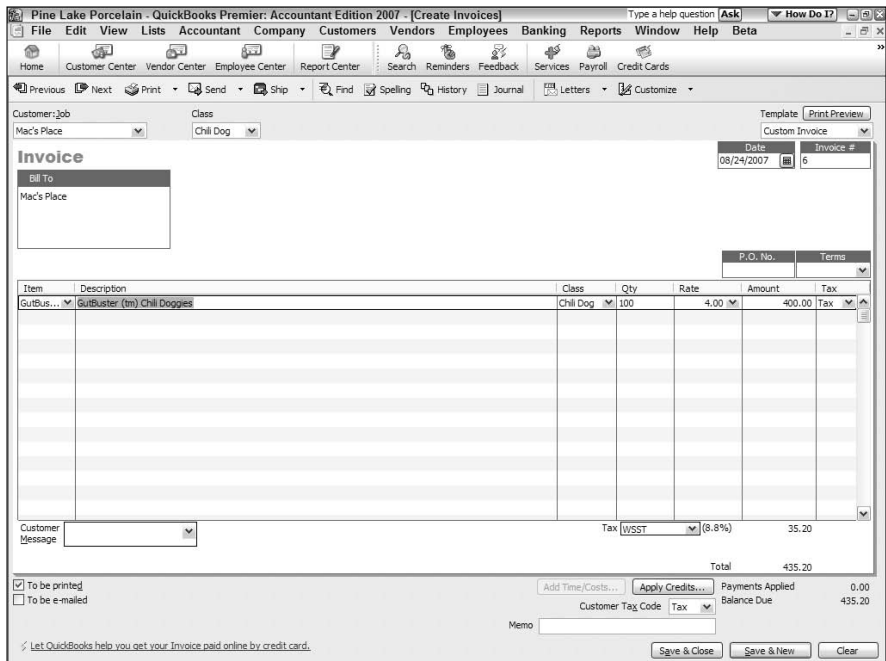 Pine Lake Porcelain - QuickBooks Premier: Accountant Edition 2007 - [Create Invoices] Type a help question Ask How Do I?
File Edit View Lists Accountant Company Customers Vendors Employees Banking Reports Window Help Beta
Home Customer Center Vendor Center Employee Center Report Center Search Reminders Feedback Services Payroll Credit Cards
Previous Next Print Send Ship Find Spelling History Journal Letters Customize
Customer:Job Class Template Print Preview
Mac's Place Chili Dog Custom Invoice
Invoice Date Invoice #
08/24/2007 6
Bill To
Mac's Place
P.O. No. Terms
Item Description Class Qty Rate Amount Tax
GutBus... GutBuster (tm) Chili Doggies Chili Dog 100 4.00 400.00 Tax
Customer Message Tax WSST (8.8%) 35.20
Total 435.20
To be printed Add Time/Costs... Apply Credits... Payments Applied 0.00
To be e-mailed Customer Tax Code Tax Balance Due 435.20
Memo
Let QuickBooks help you get your Invoice paid online by credit card. Save & Close Save & New Clear